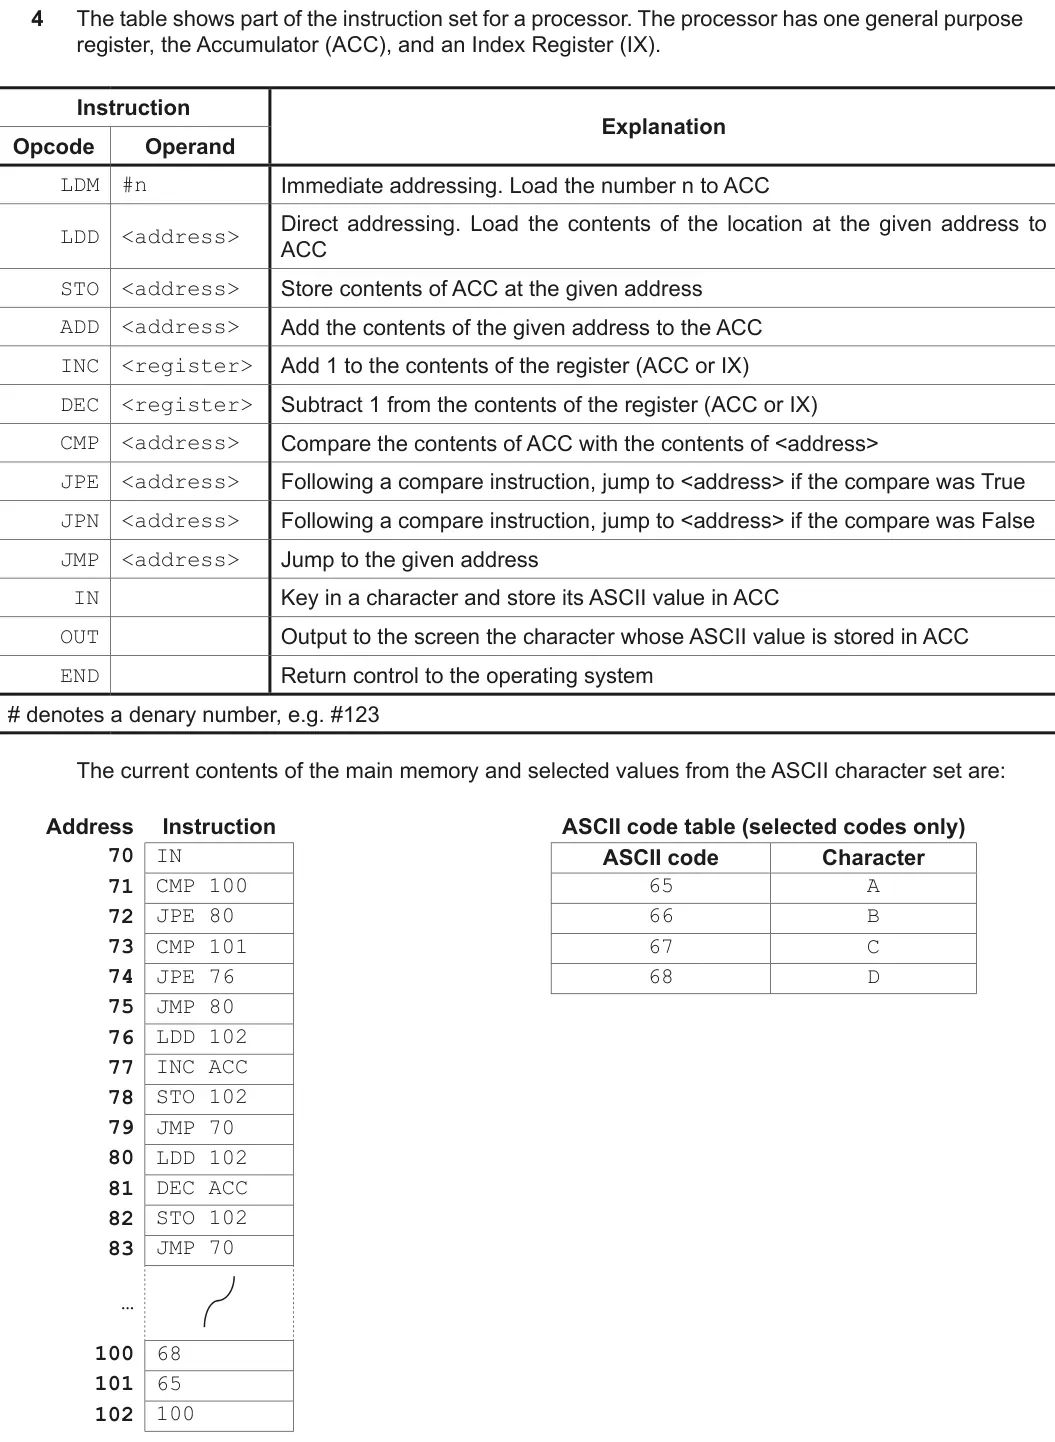 4 The table shows part of the instruction set for a processor. The processor has one general purpose
register, the Accumulator (ACC), and an Index Register (IX).
Instruction Explanation
Opcode Operand
LDM #n Immediate addressing. Load the number n to ACC
LDD <address> Direct addressing. Load the contents of the location at the given address to
ACC
STO <address> Store contents of ACC at the given address
ADD <address> Add the contents of the given address to the ACC
INC <register> Add 1 to the contents of the register (ACC or IX)
DEC <register> Subtract 1 from the contents of the register (ACC or IX)
CMP <address> Compare the contents of ACC with the contents of <address>
JPE <address> Following a compare instruction, jump to <address> if the compare was True
JPN <address> Following a compare instruction, jump to <address> if the compare was False
JMP <address> Jump to the given address
IN Key in a character and store its ASCII value in ACC
OUT Output to the screen the character whose ASCII value is stored in ACC
END Return control to the operating system
# denotes a denary number, e.g. #123
The current contents of the main memory and selected values from the ASCII character set are:
Address Instruction
70 IN
71 CMP 100
72 JPE 80
73 CMP 101
74 JPE 76
75 JMP 80
76 LDD 102
77 INC ACC
78 STO 102
79 JMP 70
80 LDD 102
81 DEC ACC
82 STO 102
83 JMP 70
...
100 68
101 65
102 100
ASCII code table (selected codes only)
ASCII code Character
65 A
66 B
67 C
68 D